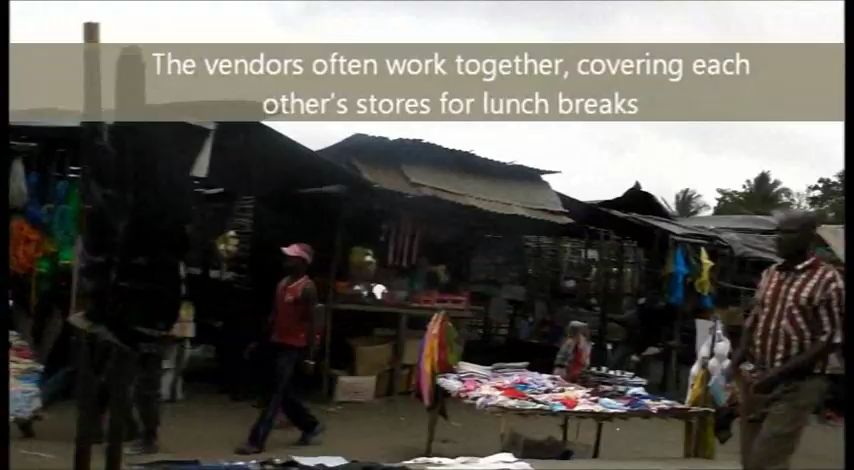 The vendors often work together, covering each
other's stores for lunch breaks